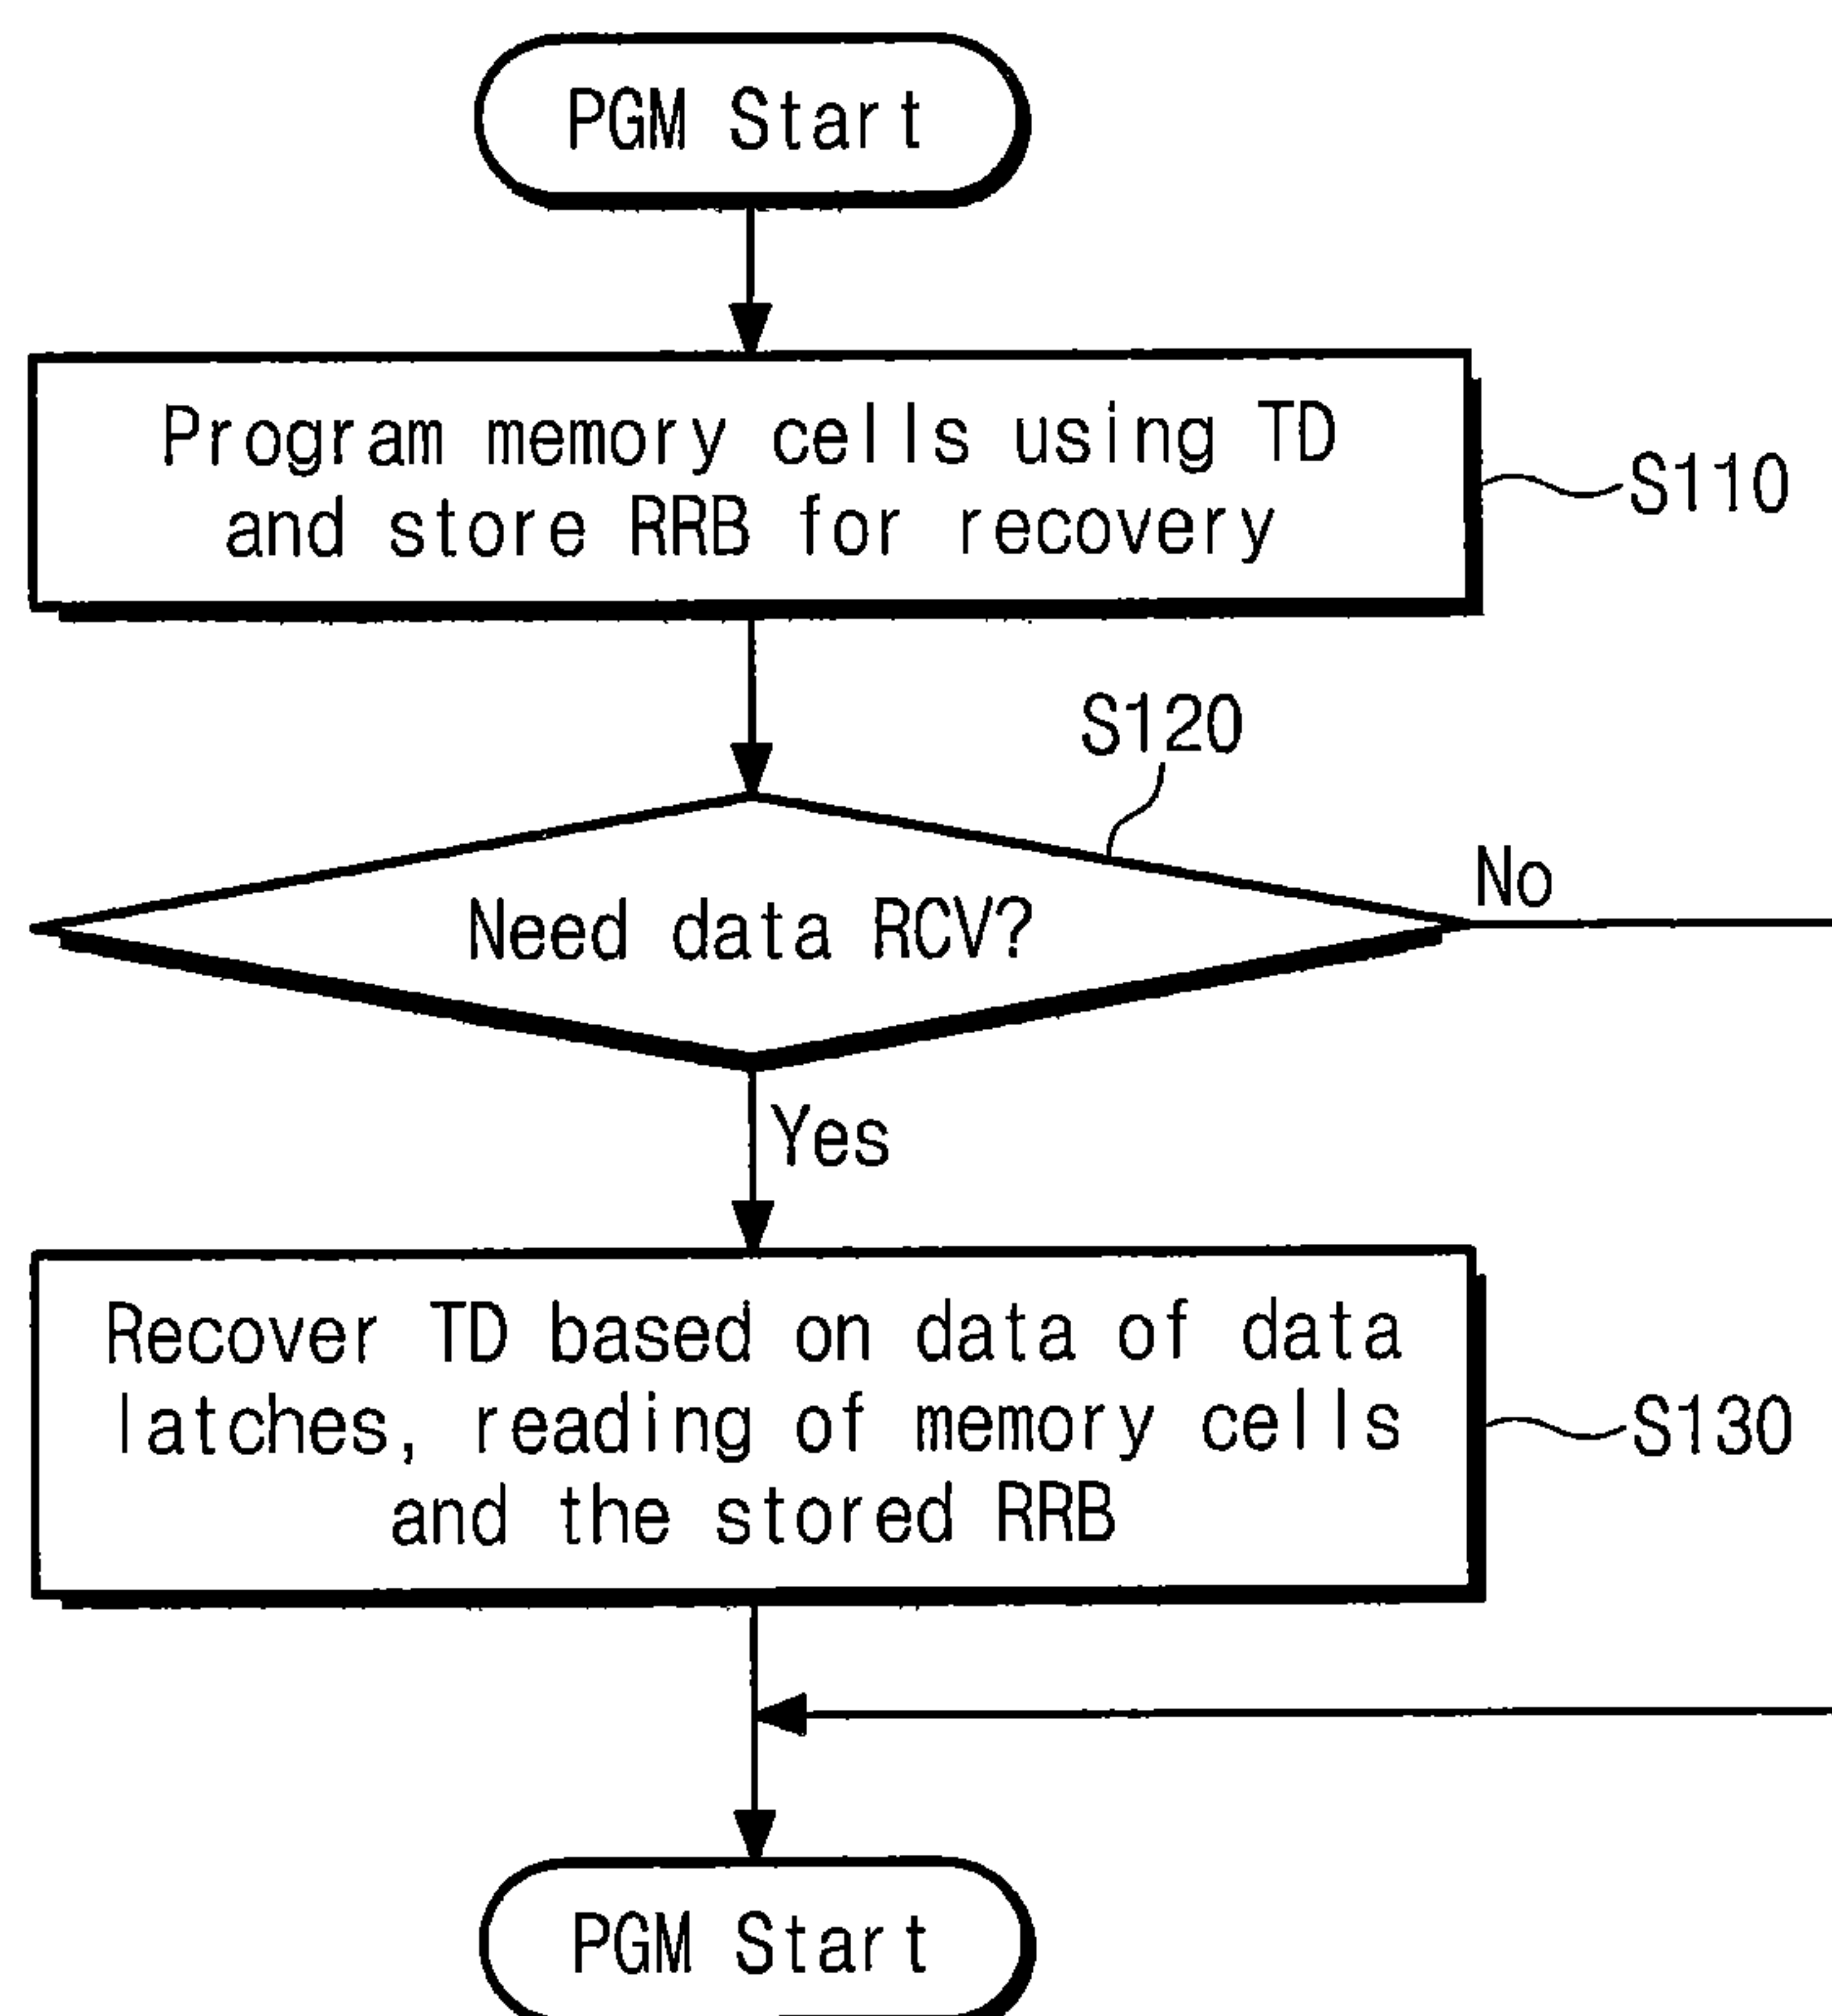 PGM Start
Program memory cells using TD
and store RRB for recovery
S110
S120
Need data RCV?
No
Yes
Recover TD based on data of data
latches, reading of memory cells
and the stored RRB
S130
PGM Start